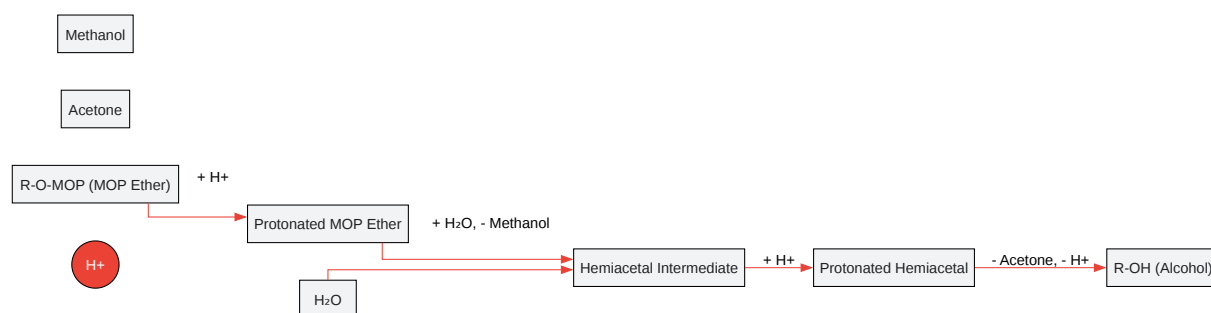 Methanol
Acetone
R-O-MOP (MOP Ether)
+ H+
Protonated MOP Ether
+ H₂O, - Methanol
H+
Hemiacetal Intermediate
+ H+
Protonated Hemiacetal
- Acetone, - H+
R-OH (Alcohol)
H₂O